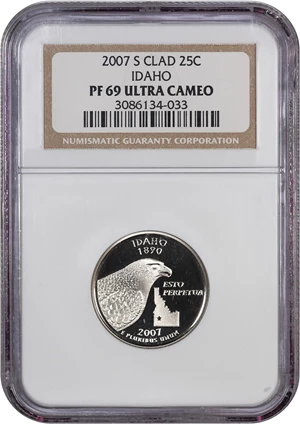 2007 S CLAD 25C
IDAHO
PF 69 ULTRA CAMEO
3086134-033
NUMISMATIC GUARANTY CORPORATION
IDAHO
1890
ESTO
PERPETUA
2007
E PLURIBUS UNUM